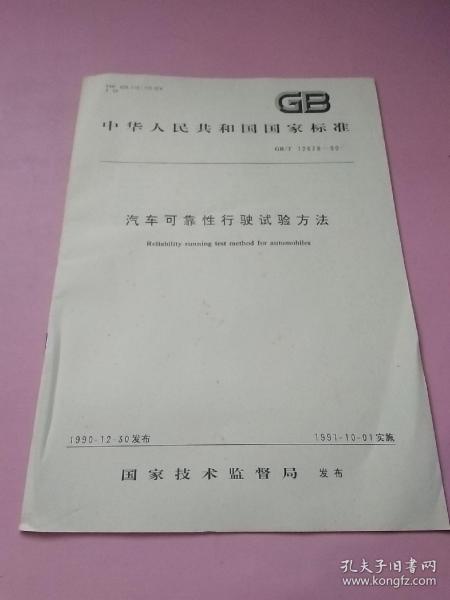 GB
中华人民共和国国家标准
GB/T 12678-90
汽车可靠性行驶试验方法
Reliability running test method for automobiles
1990-12-30发布
1991-10-01实施
国家技术监督局 发布
孔夫子旧书网
www.kongfz.com